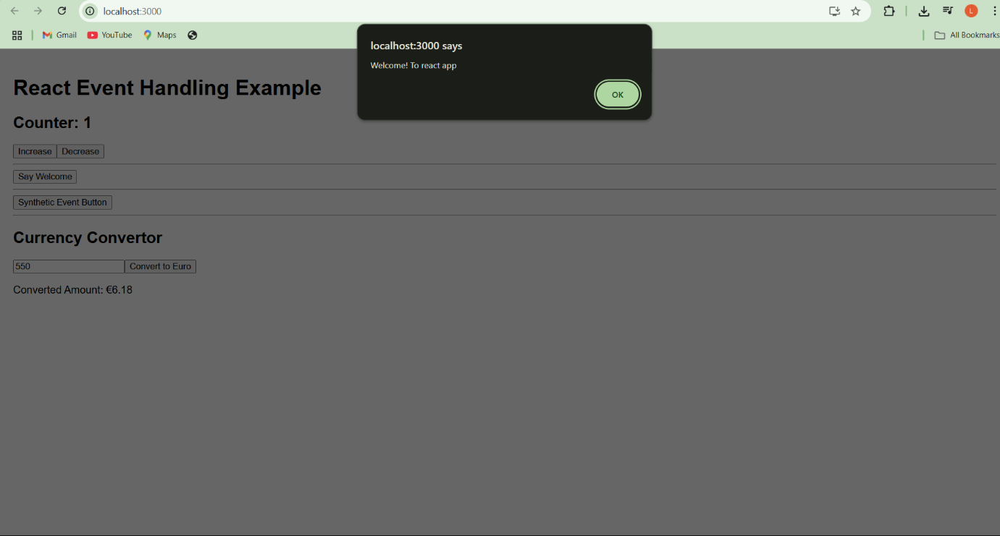 localhost:3000
Gmail YouTube Maps All Bookmarks
localhost:3000 says
Welcome! To react app
OK
React Event Handling Example
Counter: 1
Increase Decrease
Say Welcome
Synthetic Event Button
Currency Convertor
550 Convert to Euro
Converted Amount: €6.18
L